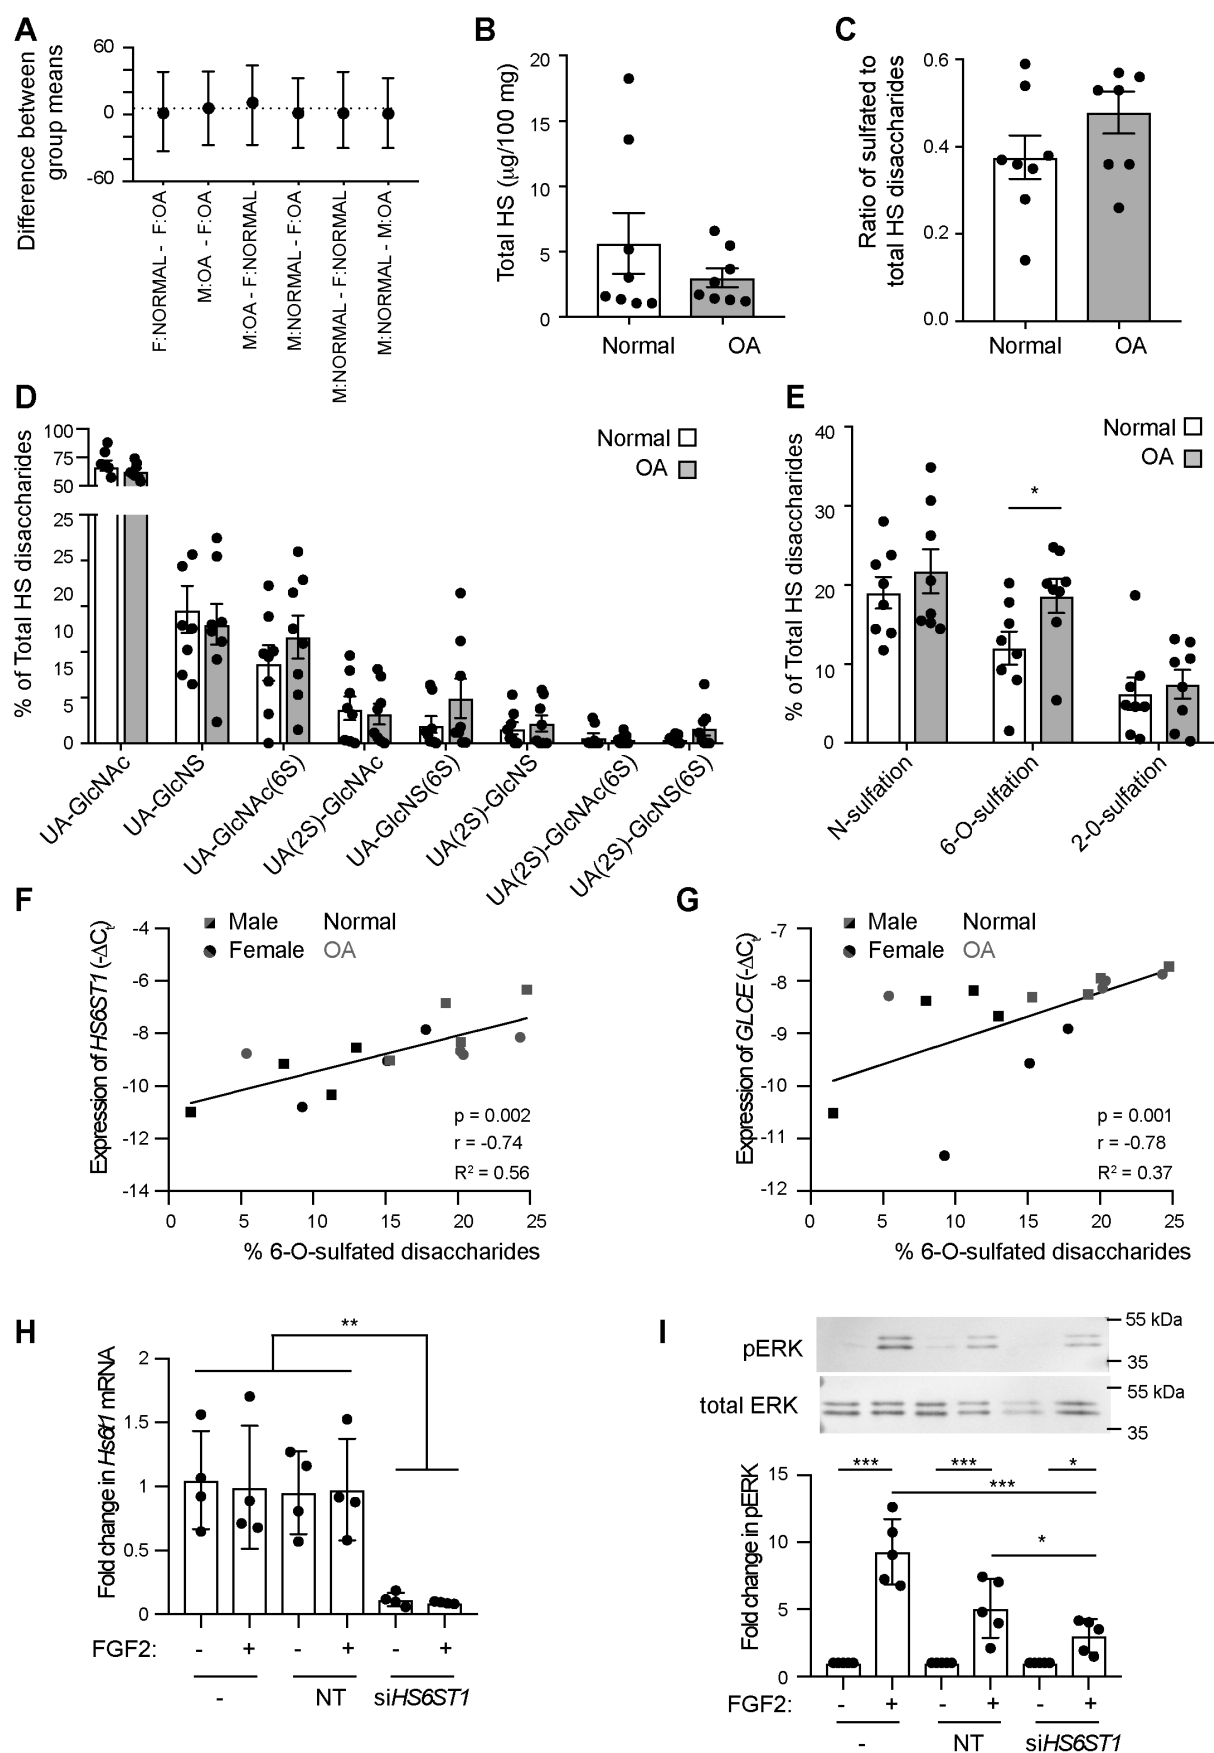 A
Difference between
group means
60
0
-60
F:NORMAL - F:OA
M:OA - F:OA
M:OA - F:NORMAL
M:NORMAL - F:OA
M:NORMAL - F:NORMAL
M:NORMAL - M:OA
B
Total HS (µg/100 mg)
20
15
10
5
0
Normal
OA
C
Ratio of sulfated to
total HS disaccharides
0.6
0.4
0.2
0.0
Normal
OA
D
% of Total HS disaccharides
100
75
50
25
25
20
10
15
5
0
Normal
OA
UA-GlcNAc
UA-GlcNS
UA-GlcNAc(6S)
UA(2S)-GlcNAc
UA-GlcNS(6S)
UA(2S)-GlcNS
UA(2S)-GlcNAc(6S)
UA(2S)-GlcNS(6S)
E
% of Total HS disaccharides
40
30
20
10
0
Normal
OA
*
N-sulfation
6-O-sulfation
2-0-sulfation
F
Expression of HS6ST1 (-ΔCt)
-4
-6
-8
-10
-12
-14
Male Normal
Female OA
p = 0.002
r = -0.74
R² = 0.56
0 5 10 15 20 25
% 6-O-sulfated disaccharides
G
Expression of GLCE (-ΔCt)
-7
-8
-9
-10
-11
-12
Male Normal
Female OA
p = 0.001
r = -0.78
R² = 0.37
0 5 10 15 20 25
% 6-O-sulfated disaccharides
H
Fold change in Hs6t1 mRNA
2
1.5
1
0.5
0
**
FGF2: - + - + - +
- NT siHS6ST1
I
pERK
55 kDa
35
total ERK
55 kDa
35
Fold change in pERK
15
10
5
0
*** *** *
***
*
FGF2: - + - + - +
- NT siHS6ST1